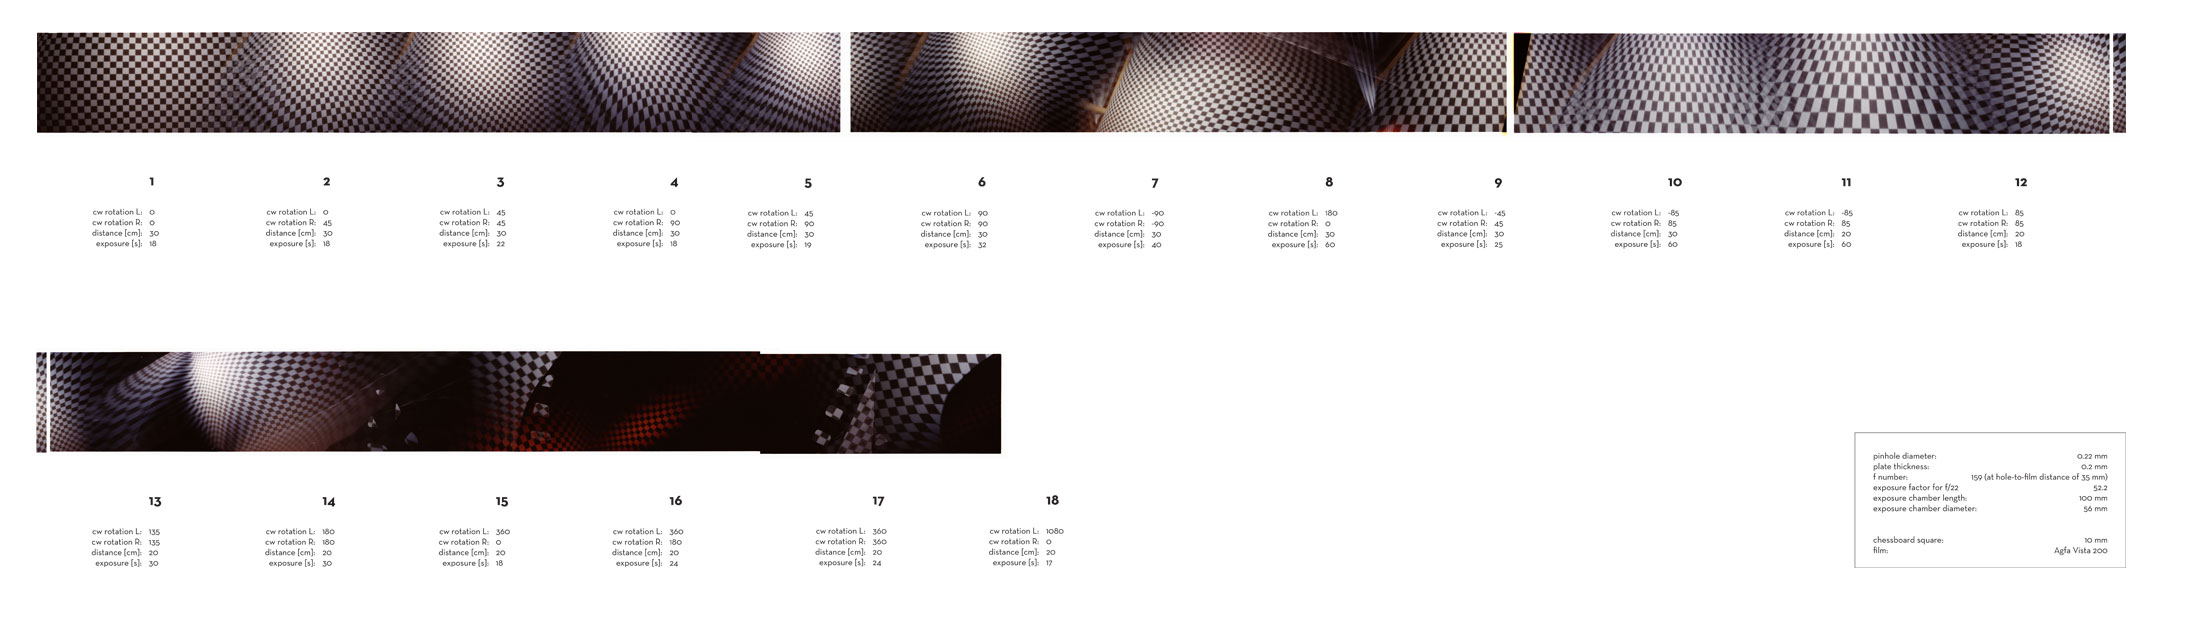 1 2 3 4 5 6 7 8 9 10 11 12
cw rotation L: 0 cw rotation L: 0 cw rotation L: 45 cw rotation L: 0 cw rotation L: 45 cw rotation L: 90 cw rotation L: -90 cw rotation L: 180 cw rotation L: -45 cw rotation L: -85 cw rotation L: -85 cw rotation L: 85
cw rotation R: 0 cw rotation R: 45 cw rotation R: 45 cw rotation R: 90 cw rotation R: 90 cw rotation R: 90 cw rotation R: -90 cw rotation R: 0 cw rotation R: 45 cw rotation R: 85 cw rotation R: 85 cw rotation R: 85
distance [cm]: 30 distance [cm]: 30 distance [cm]: 30 distance [cm]: 30 distance [cm]: 30 distance [cm]: 30 distance [cm]: 30 distance [cm]: 30 distance [cm]: 30 distance [cm]: 30 distance [cm]: 20 distance [cm]: 20
exposure [s]: 18 exposure [s]: 18 exposure [s]: 22 exposure [s]: 18 exposure [s]: 19 exposure [s]: 32 exposure [s]: 40 exposure [s]: 60 exposure [s]: 25 exposure [s]: 60 exposure [s]: 60 exposure [s]: 18
13 14 15 16 17 18
cw rotation L: 135 cw rotation L: 180 cw rotation L: 360 cw rotation L: 360 cw rotation L: 360 cw rotation L: 1080
cw rotation R: 135 cw rotation R: 180 cw rotation R: 0 cw rotation R: 180 cw rotation R: 360 cw rotation R: 0
distance [cm]: 20 distance [cm]: 20 distance [cm]: 20 distance [cm]: 20 distance [cm]: 20 distance [cm]: 20
exposure [s]: 30 exposure [s]: 30 exposure [s]: 18 exposure [s]: 24 exposure [s]: 24 exposure [s]: 17
pinhole diameter: 0.22 mm
plate thickness: 0.2 mm
f number: 159 (at hole-to-film distance of 35 mm)
exposure factor for f/22 52.2
exposure chamber length: 100 mm
exposure chamber diameter: 56 mm
chessboard square: 10 mm
film: Agfa Vista 200